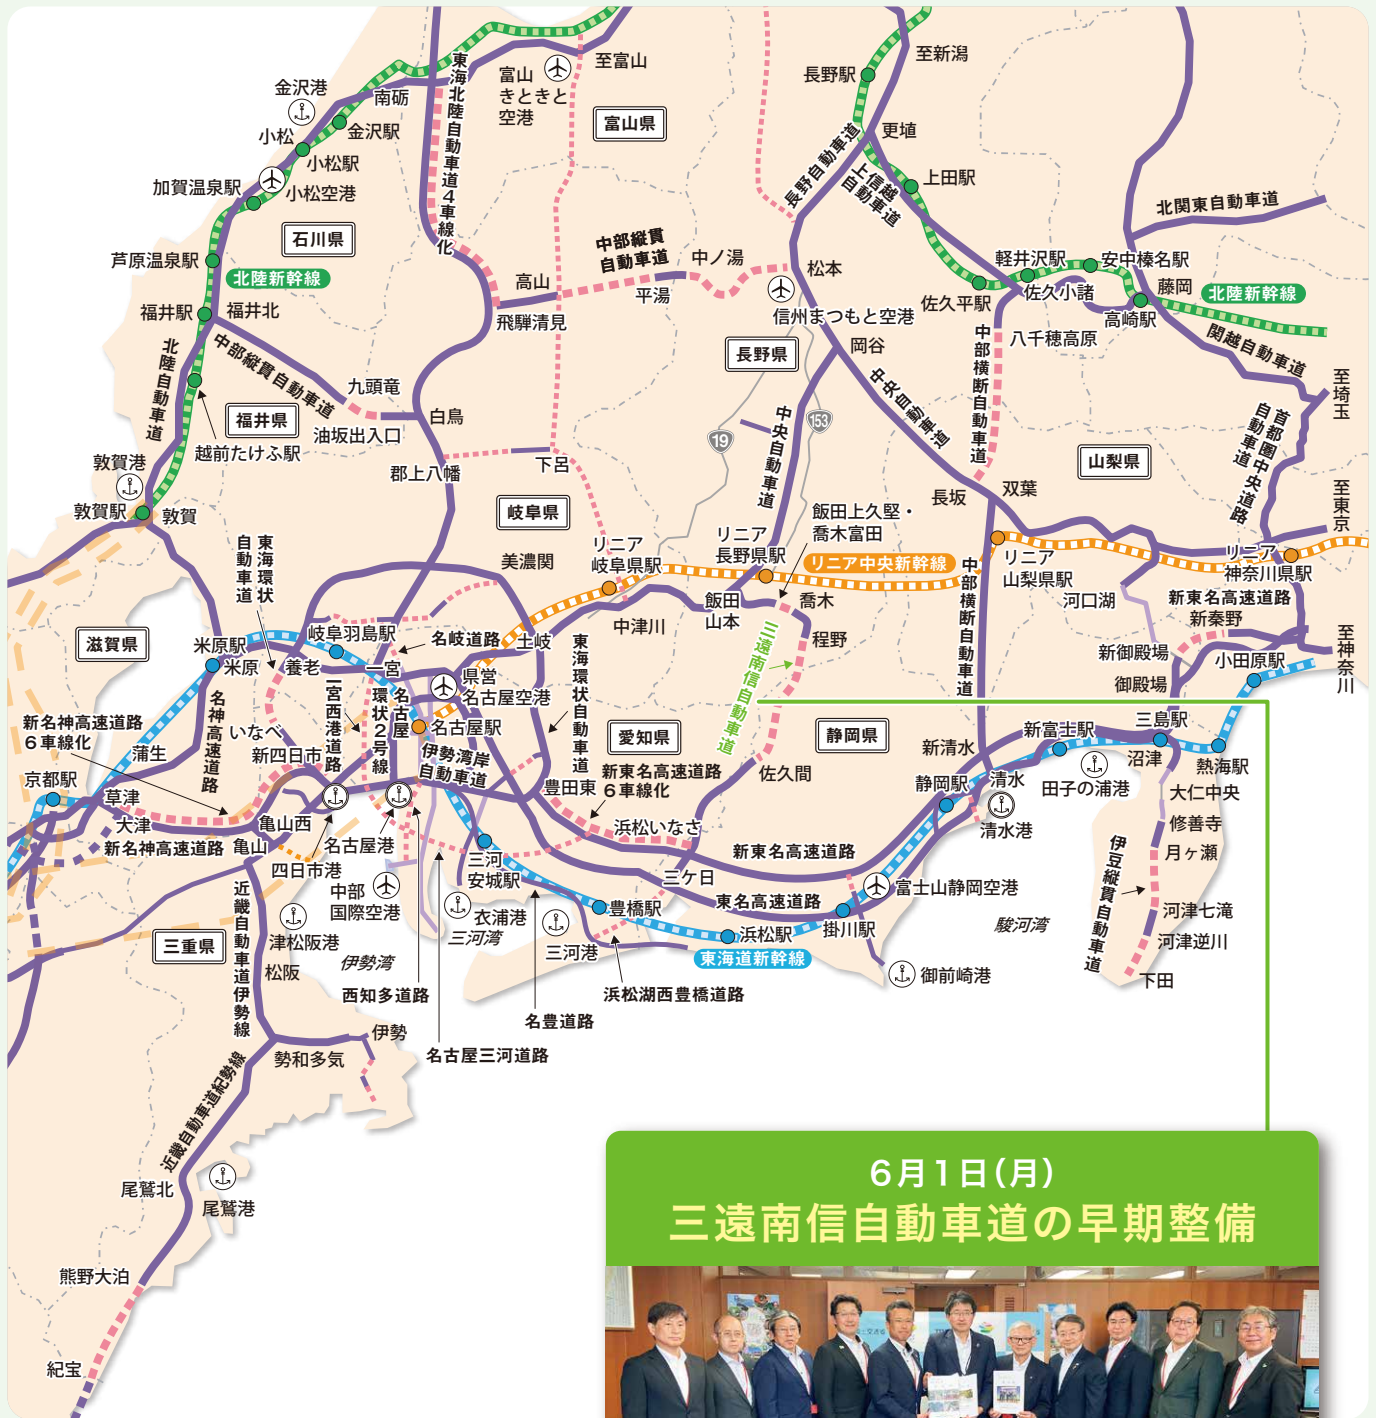 至新潟
長野駅
金沢港
南砺
東海北陸自動車道4車線化
富山
きときと
空港
至富山
富山県
小松
金沢駅
小松駅
更埴
長野自動車道
上信越
自動車道
上田駅
加賀温泉駅
小松空港
北関東自動車道
石川県
芦原温泉駅
北陸新幹線
中部縦貫
自動車道
中ノ湯
高山
平湯
松本
軽井沢駅
安中榛名駅
佐久小諸
藤岡
北陸新幹線
佐久平駅
高崎駅
福井駅
福井北
飛騨清見
信州まつもと空港
八千穂高原
関越自動車道
長野県
岡谷
中部横断自動車道
北陸自動車道
中部縦貫自動車道
九頭竜
白鳥
中央自動車道
至埼玉
福井県
油坂出入口
越前たけふ駅
中央自動車道
153
19
首都圏中央道路
自動車道
山梨県
敦賀港
郡上八幡
下呂
長坂
双葉
至東京
敦賀駅
敦賀
岐阜県
飯田上久堅・
喬木富田
東海環状
自動車道
美濃関
リニア
岐阜県駅
リニア
長野県駅
リニア中央新幹線
リニア
山梨県駅
リニア
神奈川県駅
中部横断自動車道
河口湖
新東名高速道路
新秦野
飯田
山本
喬木
中津川
程野
滋賀県
米原駅
米原
岐阜羽島駅
養老
名岐道路
土岐
一宮
東海環状自動車道
三遠南信自動車道
新御殿場
小田原駅
至神奈川
御殿場
県営
名古屋空港
名神高速道路
一宮西港道路
名古屋
環状2号線
名古屋駅
新名神高速道路
6車線化
いなべ
新四日市
蒲生
伊勢湾岸
自動車道
愛知県
静岡県
新清水
新富士駅
三島駅
沼津
熱海駅
京都駅
新東名高速道路
6車線化
佐久間
豊田東
静岡駅
清水
田子の浦港
大仁中央
草津
大津
新名神高速道路
亀山西
亀山
名古屋港
四日市港
浜松いなさ
清水港
修善寺
月ヶ瀬
新東名高速道路
伊豆縦貫自動車道
三河
安城駅
三ケ日
東名高速道路
富士山静岡空港
中部
国際空港
衣浦港
三河湾
豊橋駅
浜松駅
掛川駅
駿河湾
河津七滝
河津逆川
近畿自動車道伊勢線
三重県
津松阪港
伊勢湾
松阪
三河港
東海道新幹線
御前崎港
下田
西知多道路
浜松湖西豊橋道路
名豊道路
伊勢
勢和多気
名古屋三河道路
近畿自動車道紀勢線
尾鷲北
尾鷲港
熊野大泊
紀宝
6月1日(月)
三遠南信自動車道の早期整備